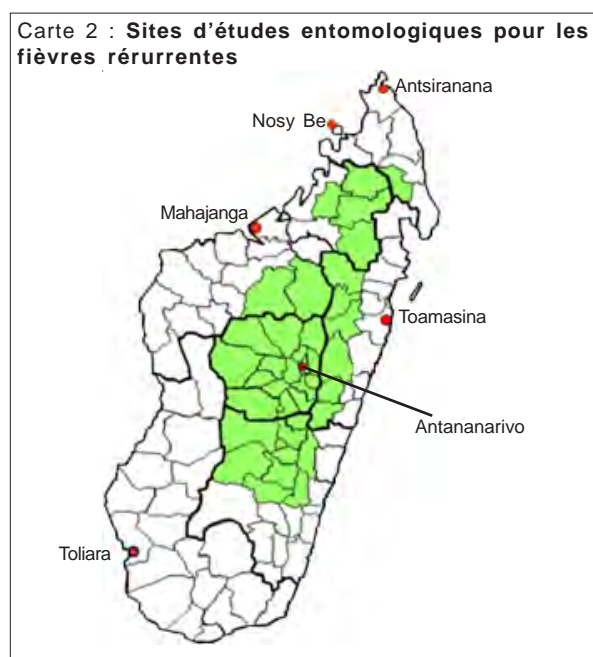 Carte 2 : Sites d'études entomologiques pour les
fièvres rérurrentes
Antsiranana
Nosy Be
Mahajanga
Toamasina
Antananarivo
Toliara